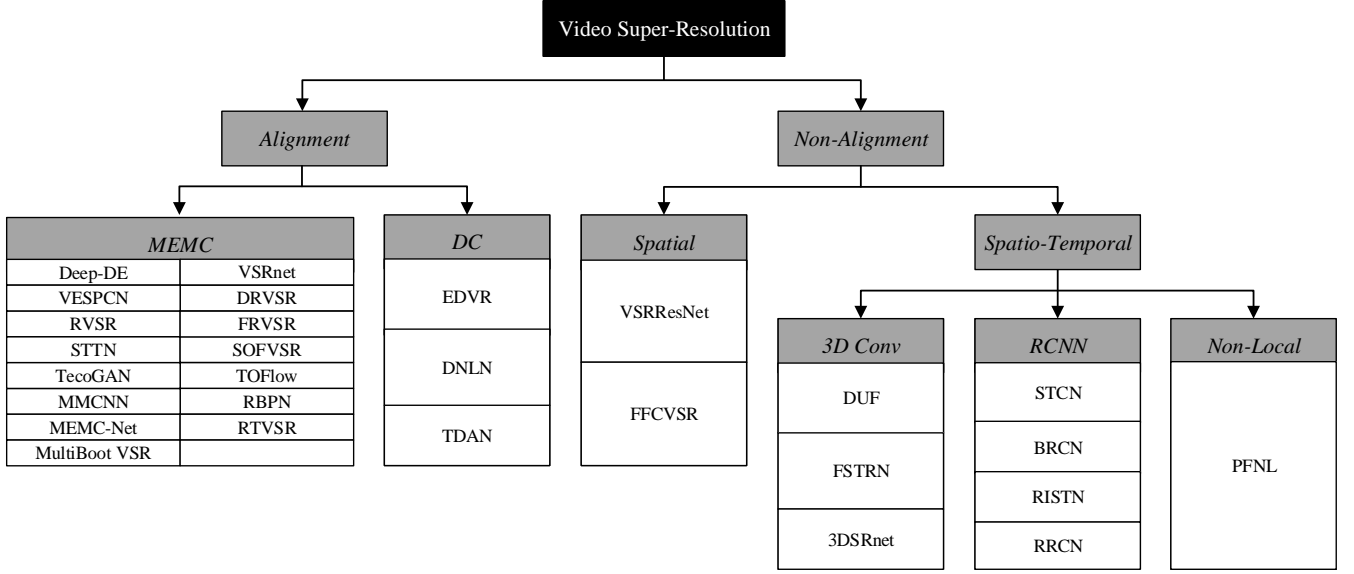 Video Super-Resolution
Alignment
Non-Alignment
MEMC
Deep-DE
VSRnet
VESPCN
DRVSR
RVSR
FRVSR
STTN
SOFVSR
TecoGAN
TOFlow
MMCNN
RBPN
MEMC-Net
RTVSR
MultiBoot VSR
DC
EDVR
DNLN
TDAN
Spatial
VSRResNet
FFCVSR
Spatio-Temporal
3D Conv
DUF
FSTRN
3DSRnet
RCNN
STCN
BRCN
RISTN
RRCN
Non-Local
PFNL